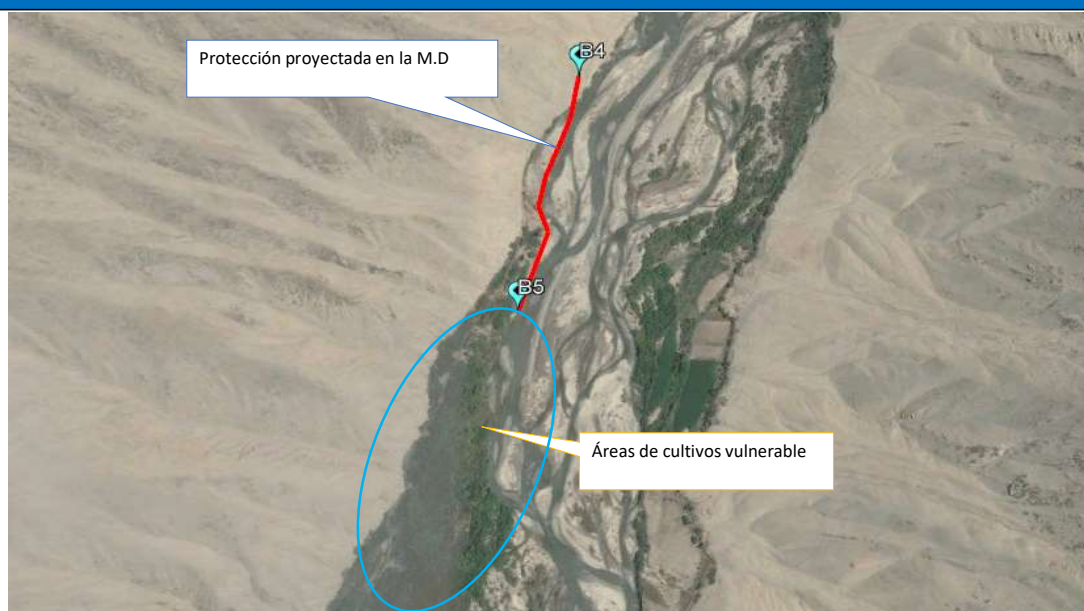 B4
Protección proyectada en la M.D
B5
Áreas de cultivos vulnerable